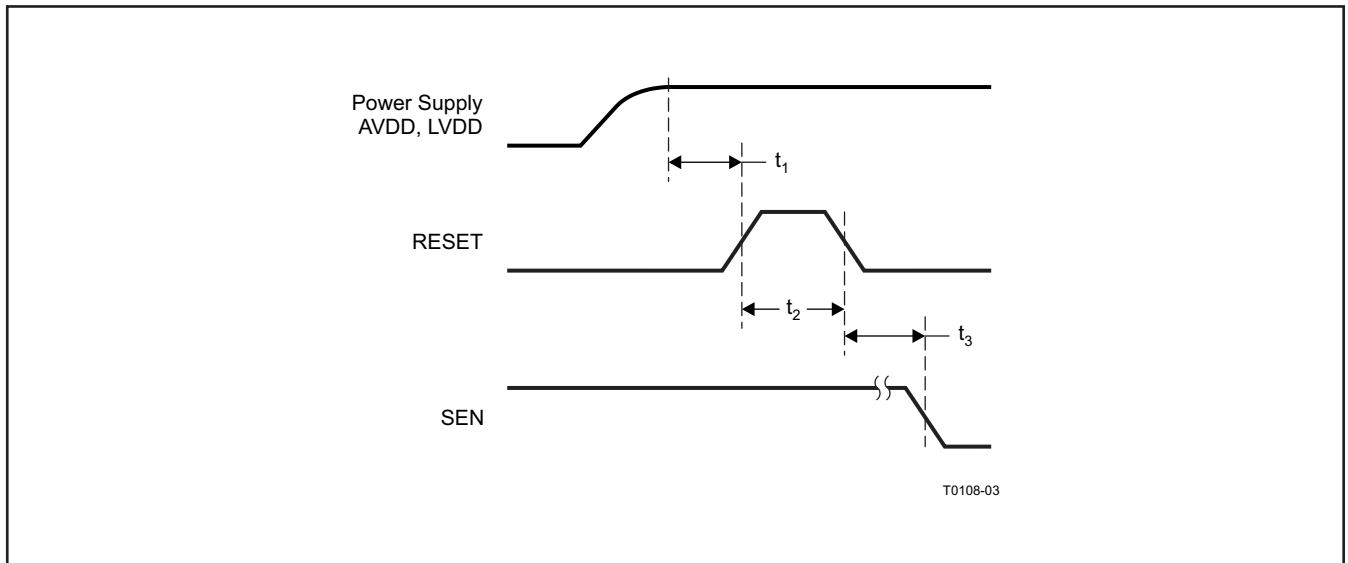 Power Supply
AVDD, LVDD
t1
RESET
t2
t3
SEN
T0108-03